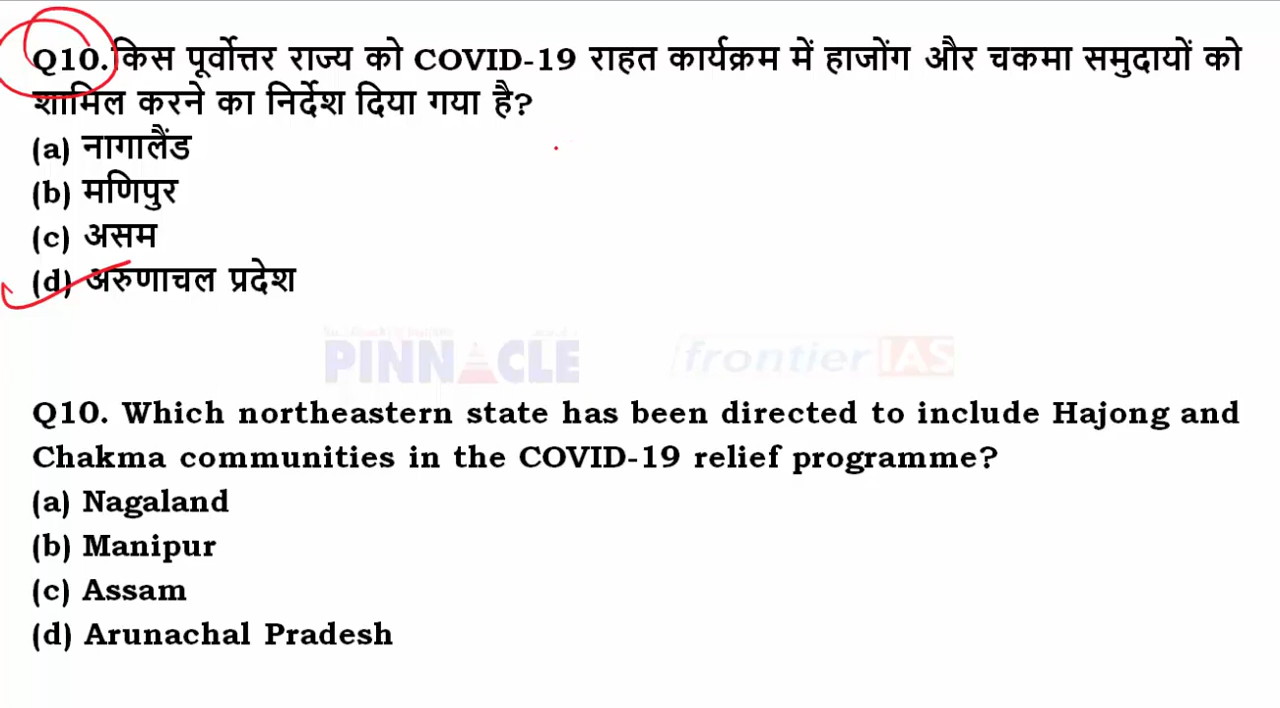 Q10.किस पूर्वोत्तर राज्य को COVID-19 राहत कार्यक्रम में हाजोंग और चकमा समुदायों को
शामिल करने का निर्देश दिया गया है?
(a) नागालैंड
(b) मणिपुर
(c) असम
(d) अरुणाचल प्रदेश
PINNACLE frontier IAS
Q10. Which northeastern state has been directed to include Hajong and
Chakma communities in the COVID-19 relief programme?
(a) Nagaland
(b) Manipur
(c) Assam
(d) Arunachal Pradesh